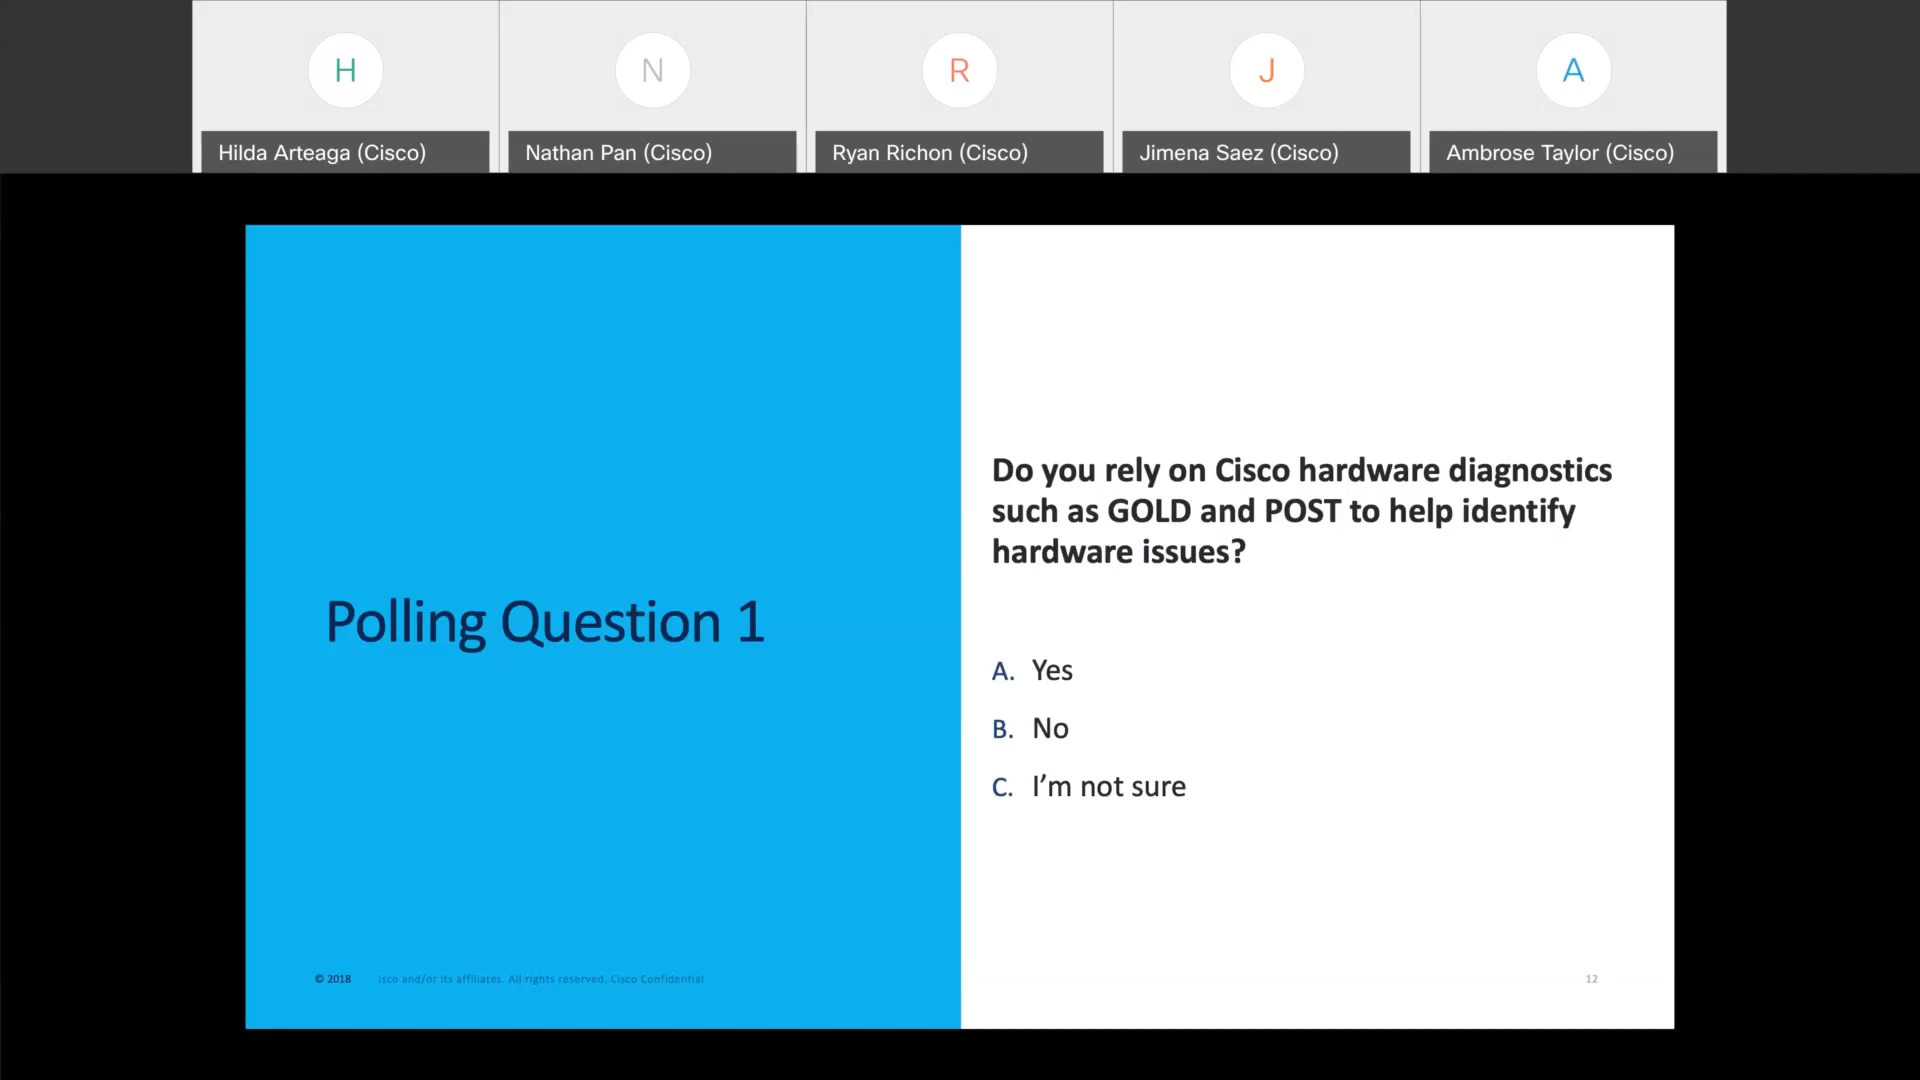 H
N
R
J
A
Hilda Arteaga (Cisco)
Nathan Pan (Cisco)
Ryan Richon (Cisco)
Jimena Saez (Cisco)
Ambrose Taylor (Cisco)
Polling Question 1
Do you rely on Cisco hardware diagnostics
such as GOLD and POST to help identify
hardware issues?
A. Yes
B. No
C. I’m not sure
© 2018 isco and/or its affiliates. All rights reserved. Cisco Confidential
12